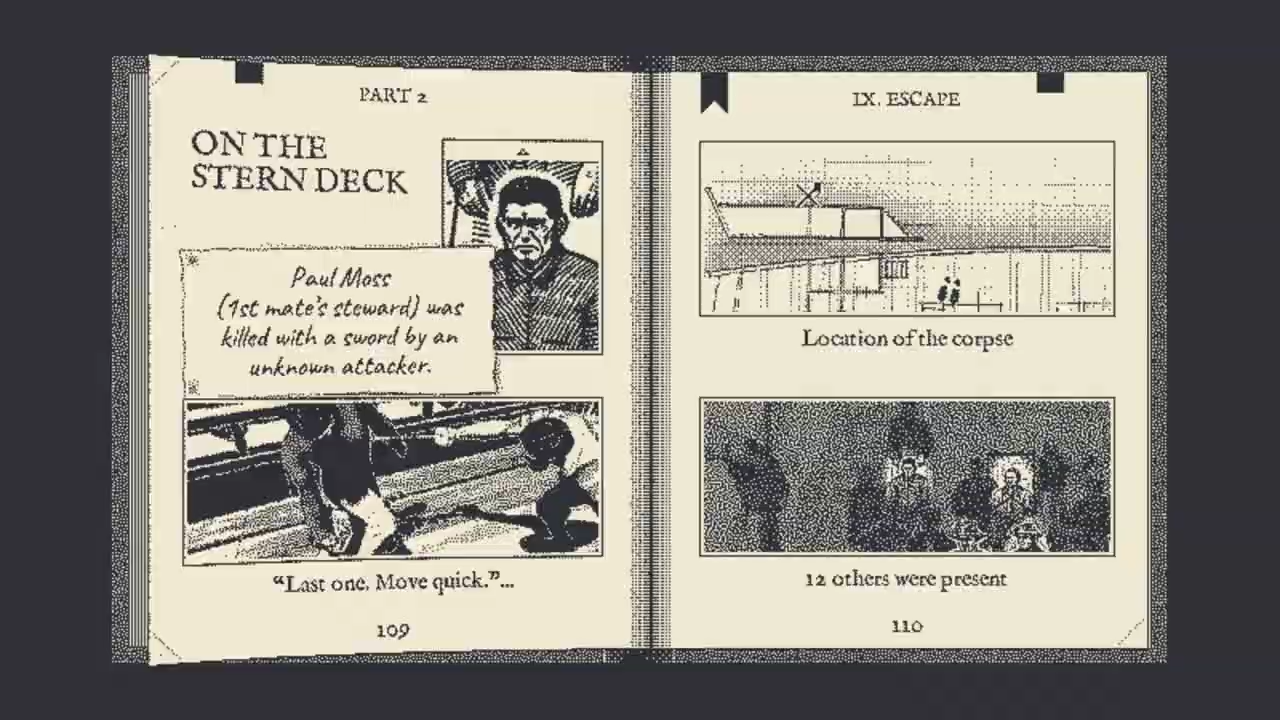 PART 2
ON THE
STERN DECK
Paul Moss
(1st mate's steward) was
killed with a sword by an
unknown attacker.
“Last one. Move quick.”...
109
IX. ESCAPE
Location of the corpse
12 others were present
110